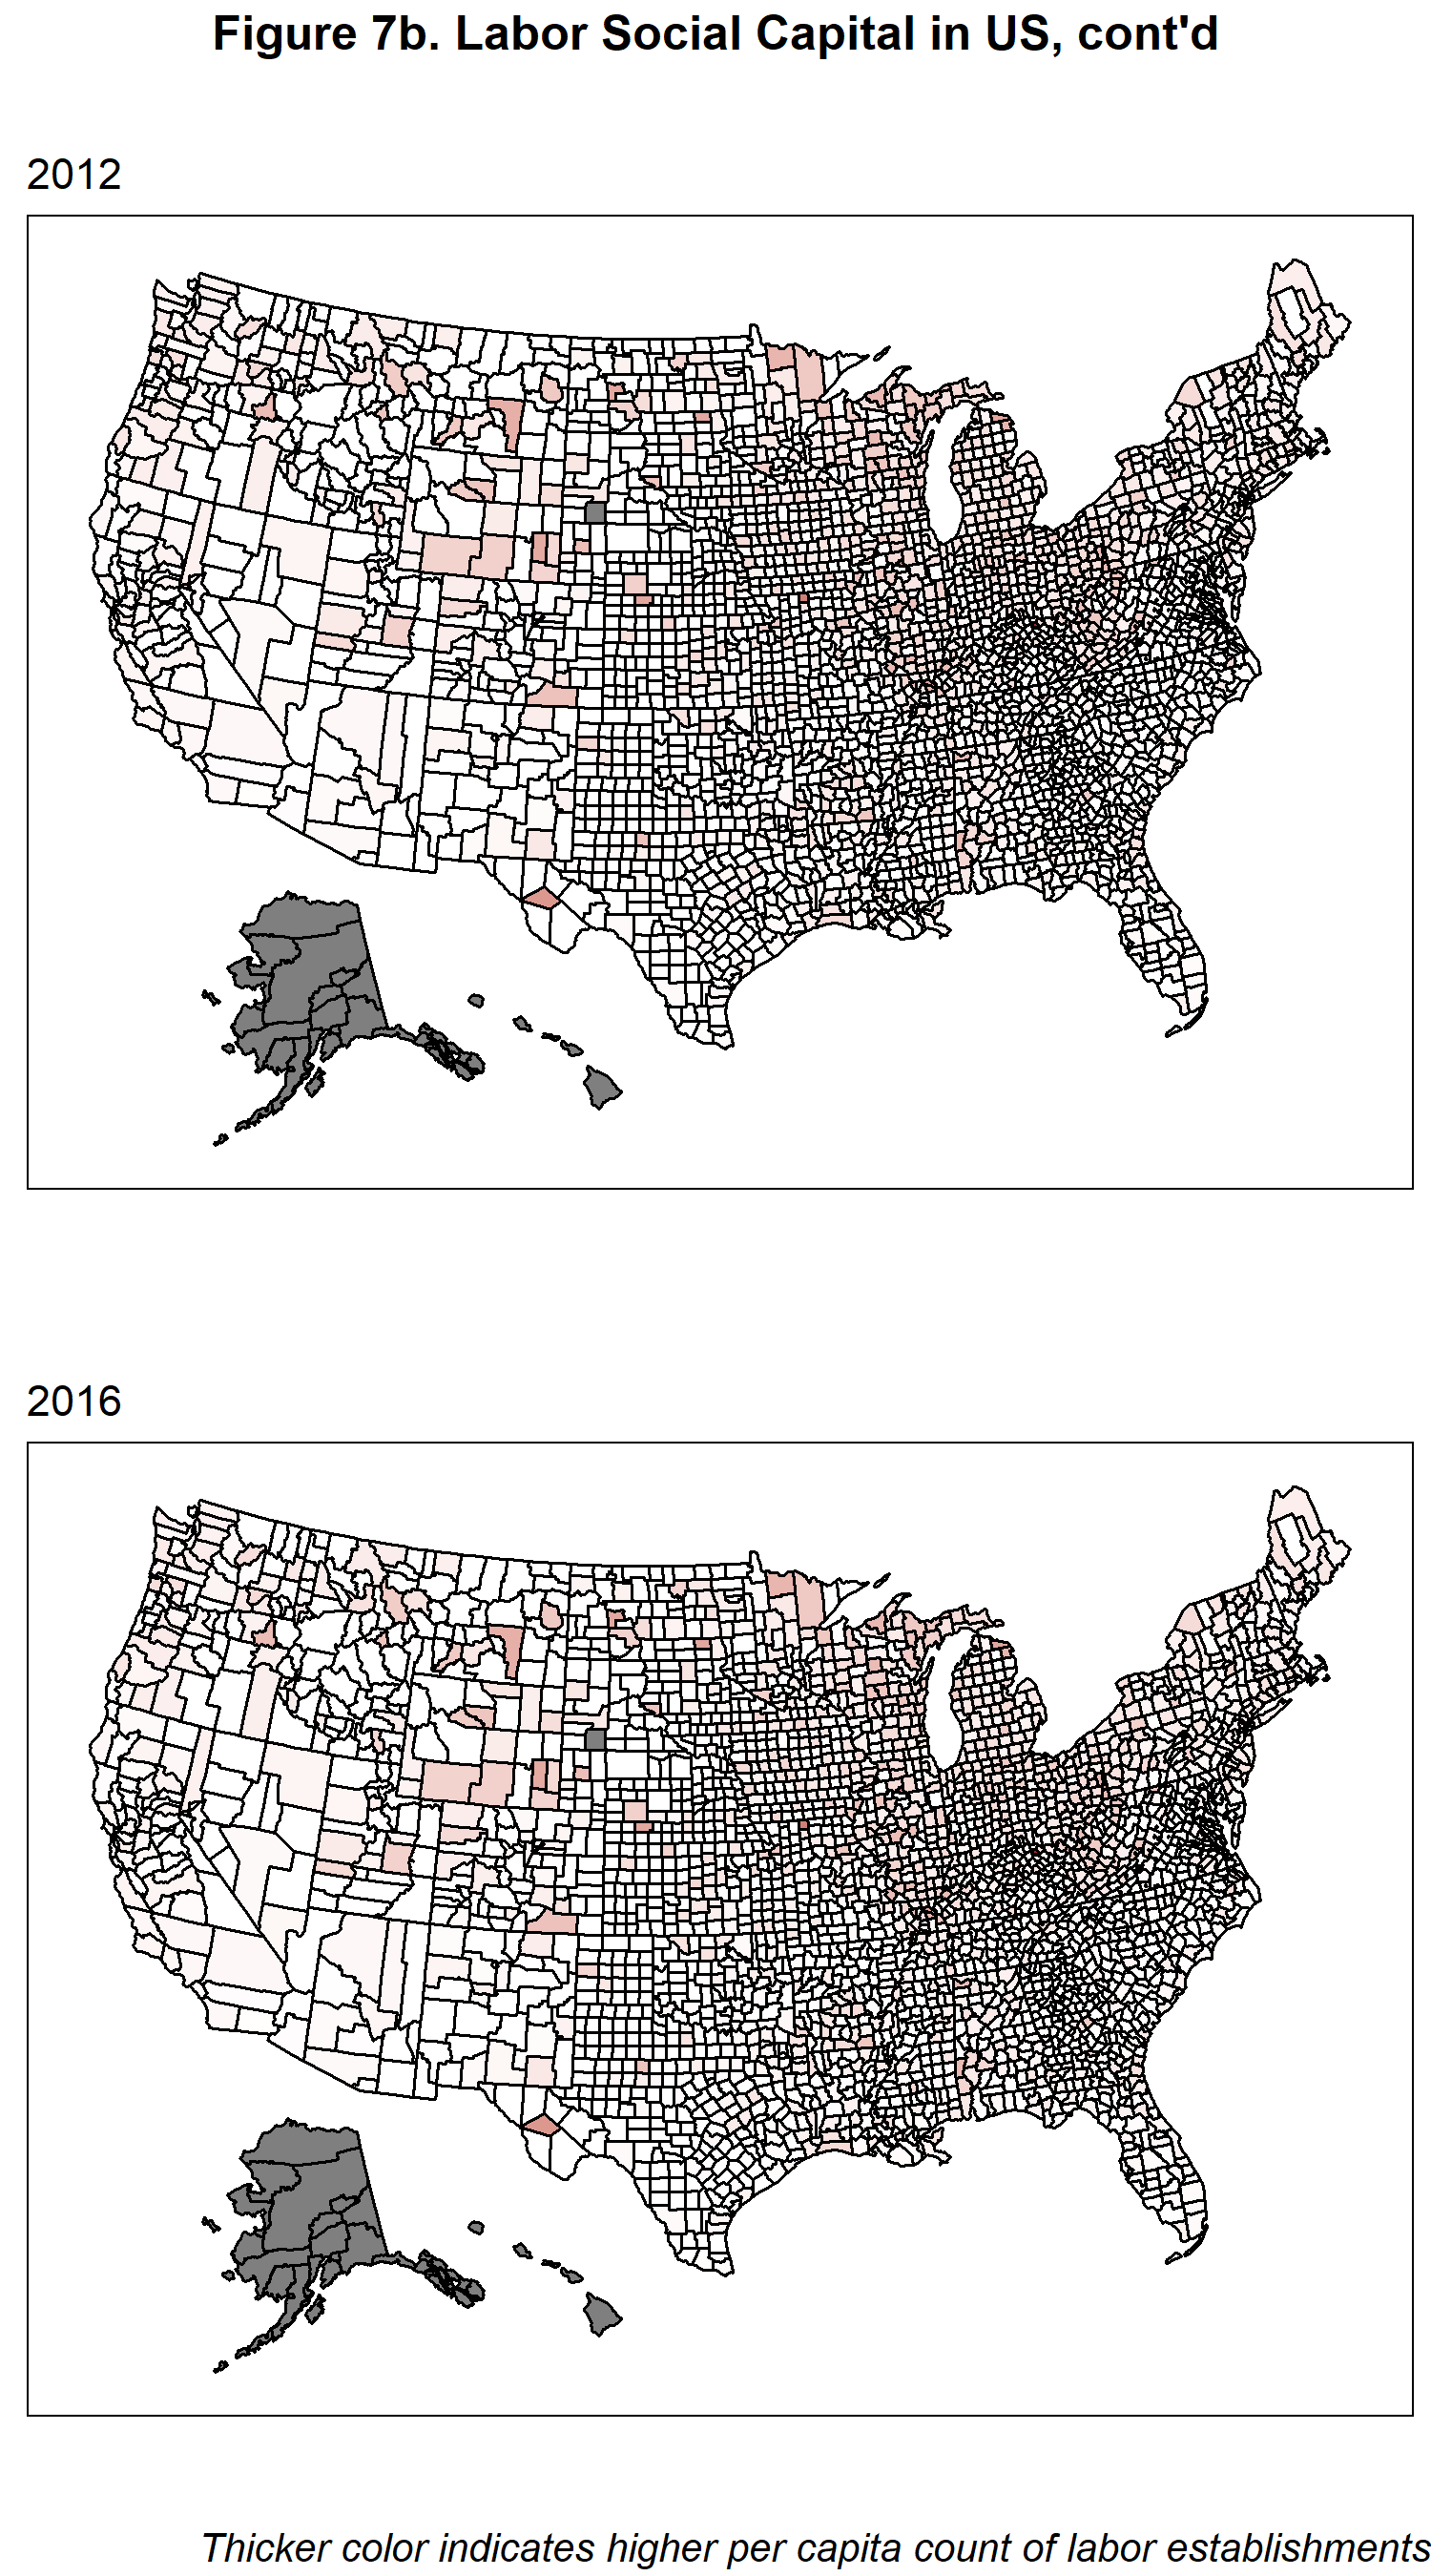 Figure 7b. Labor Social Capital in US, cont'd
2012
2016
Thicker color indicates higher per capita count of labor establishments